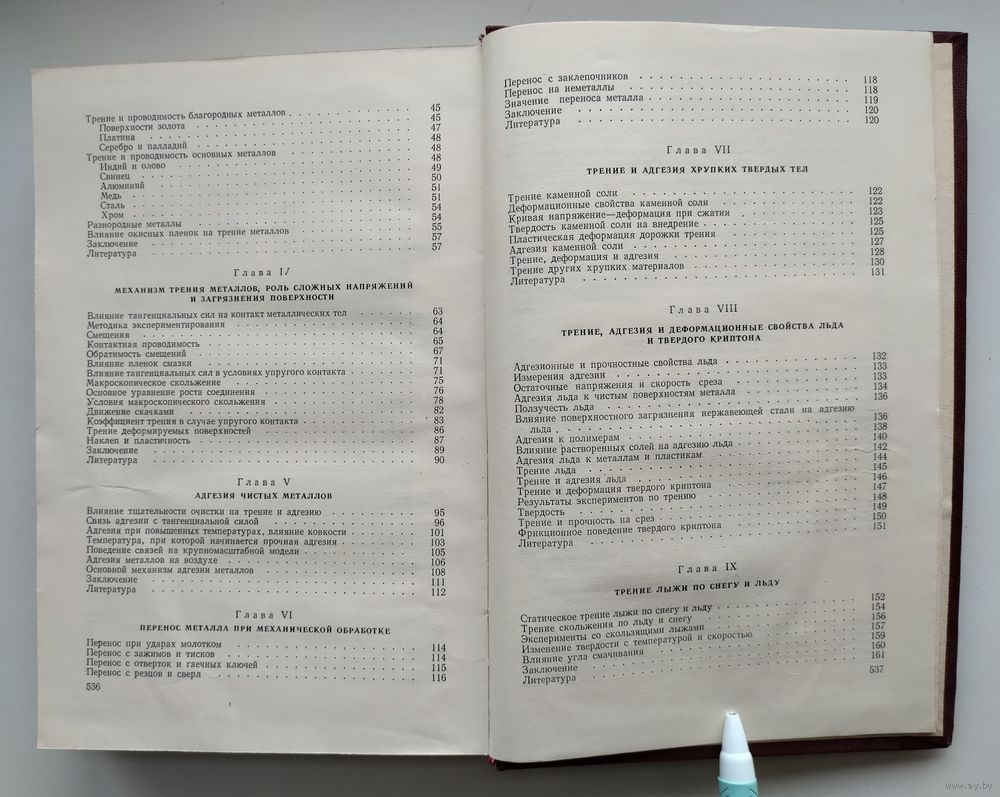 Трение и проводимость благородных металлов . . . 45
Поверхности золота . . . 45
Платина . . . 47
Серебро и палладий . . . 48
Трение и проводимость основных металлов . . . 48
Индий и олово . . . 48
Свинец . . . 49
Алюминий . . . 50
Медь . . . 51
Сталь . . . 51
Хром . . . 54
Разнородные металлы . . . 54
Влияние окисных пленок на трение металлов . . . 55
Заключение . . . 57
Литература . . . 57
Глава IV
МЕХАНИЗМ ТРЕНИЯ МЕТАЛЛОВ, РОЛЬ СЛОЖНЫХ НАПРЯЖЕНИЙ
И ЗАГРЯЗНЕНИЯ ПОВЕРХНОСТИ
Влияние тангенциальных сил на контакт металлических тел . . . 63
Методика экспериментирования . . . 64
Смещения . . . 64
Контактная проводимость . . . 65
Обратимость смещений . . . 67
Влияние пленок смазки . . . 71
Влияние тангенциальных сил в условиях упругого контакта . . . 71
Макроскопическое скольжение . . . 75
Основное уравнение роста соединения . . . 76
Условия макроскопического скольжения . . . 78
Движение скачками . . . 82
Коэффициент трения в случае упругого контакта . . . 83
Трение деформируемых поверхностей . . . 86
Наклеп и пластичность . . . 87
Заключение . . . 89
Литература . . . 90
Глава V
АДГЕЗИЯ ЧИСТЫХ МЕТАЛЛОВ
Влияние тщательности очистки на трение и адгезию . . . 95
Связь адгезии с тангенциальной силой . . . 96
Адгезия при повышенных температурах, влияние ковкости . . . 101
Температура, при которой начинается прочная адгезия . . . 103
Поведение связей на крупномасштабной модели . . . 105
Адгезия металлов на воздухе . . . 106
Основной механизм адгезии металлов . . . 108
Заключение . . . 111
Литература . . . 112
Глава VI
ПЕРЕНОС МЕТАЛЛА ПРИ МЕХАНИЧЕСКОЙ ОБРАБОТКЕ
Перенос при ударах молотком . . . 114
Перенос с зажимов и тисков . . . 114
Перенос с отверток и гаечных ключей . . . 115
Перенос с резцов и сверл . . . 116
536
Перенос с заклепочников . . . 118
Перенос на неметаллы . . . 118
Значение переноса металла . . . 119
Заключение . . . 120
Литература . . . 120
Глава VII
ТРЕНИЕ И АДГЕЗИЯ ХРУПКИХ ТВЕРДЫХ ТЕЛ
Трение каменной соли . . . 122
Деформационные свойства каменной соли . . . 122
Кривая напряжение—деформация при сжатии . . . 123
Твердость каменной соли на внедрение . . . 125
Пластическая деформация дорожки трения . . . 125
Адгезия каменной соли . . . 127
Трение, деформация и адгезия . . . 128
Трение других хрупких материалов . . . 130
Литература . . . 131
Глава VIII
ТРЕНИЕ, АДГЕЗИЯ И ДЕФОРМАЦИОННЫЕ СВОЙСТВА ЛЬДА
И ТВЕРДОГО КРИПТОНА
Адгезионные и прочностные свойства льда . . . 132
Измерения адгезии . . . 133
Остаточные напряжения и скорость среза . . . 133
Адгезия льда к чистым поверхностям металла . . . 134
Ползучесть льда . . . 136
Влияние поверхностного загрязнения нержавеющей стали на адгезию
льда . . . 136
Адгезия к полимерам . . . 138
Влияние растворенных солей на адгезию льда . . . 140
Адгезия льда к металлам и пластикам . . . 142
Трение льда . . . 144
Трение и адгезия льда . . . 145
Трение и деформация твердого криптона . . . 146
Результаты экспериментов по трению . . . 147
Твердость . . . 148
Трение и прочность на срез . . . 149
Фрикционное поведение твердого криптона . . . 150
Литература . . . 151
Глава IX
ТРЕНИЕ ЛЫЖИ ПО СНЕГУ И ЛЬДУ
Статическое трение лыжи по снегу и льду . . . 152
Трение скольжения по льду и снегу . . . 154
Эксперименты со скользящими лыжами . . . 156
Изменение твердости с температурой и скоростью . . . 157
Влияние угла смачивания . . . 159
Заключение . . . 160
Литература . . . 161
537
www.ay.by